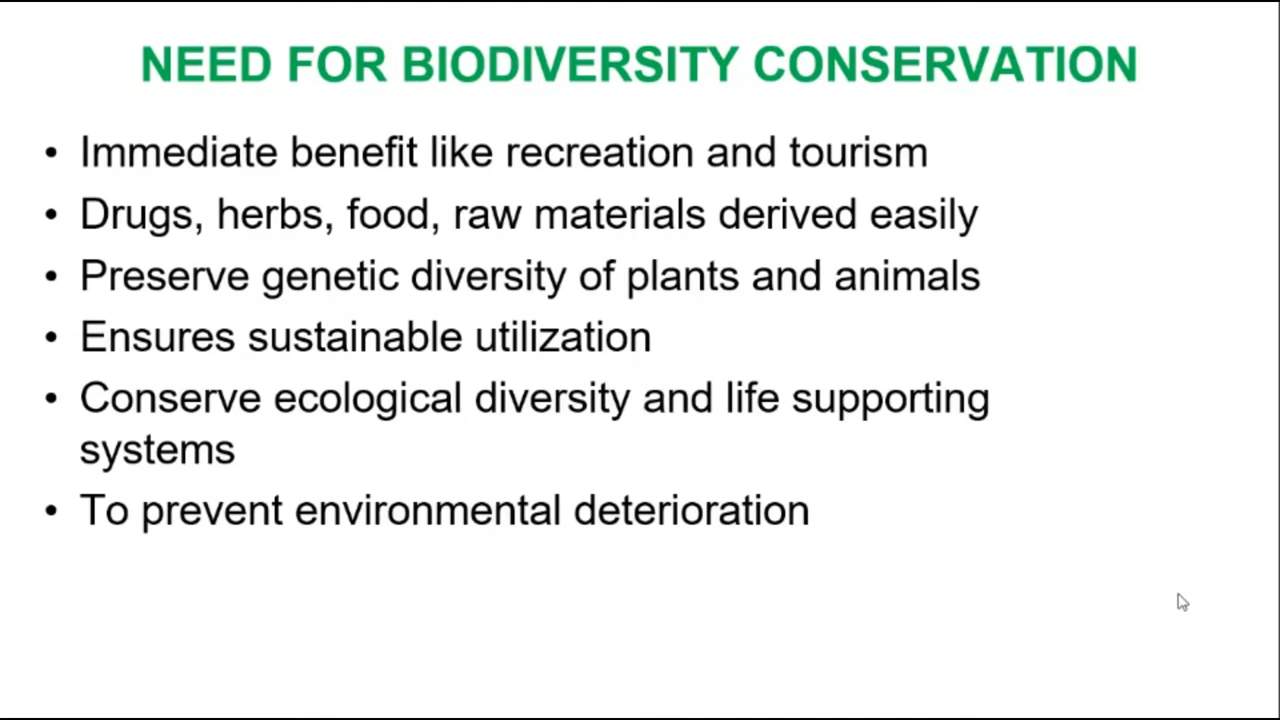 NEED FOR BIODIVERSITY CONSERVATION
• Immediate benefit like recreation and tourism
• Drugs, herbs, food, raw materials derived easily
• Preserve genetic diversity of plants and animals
• Ensures sustainable utilization
• Conserve ecological diversity and life supporting
systems
• To prevent environmental deterioration